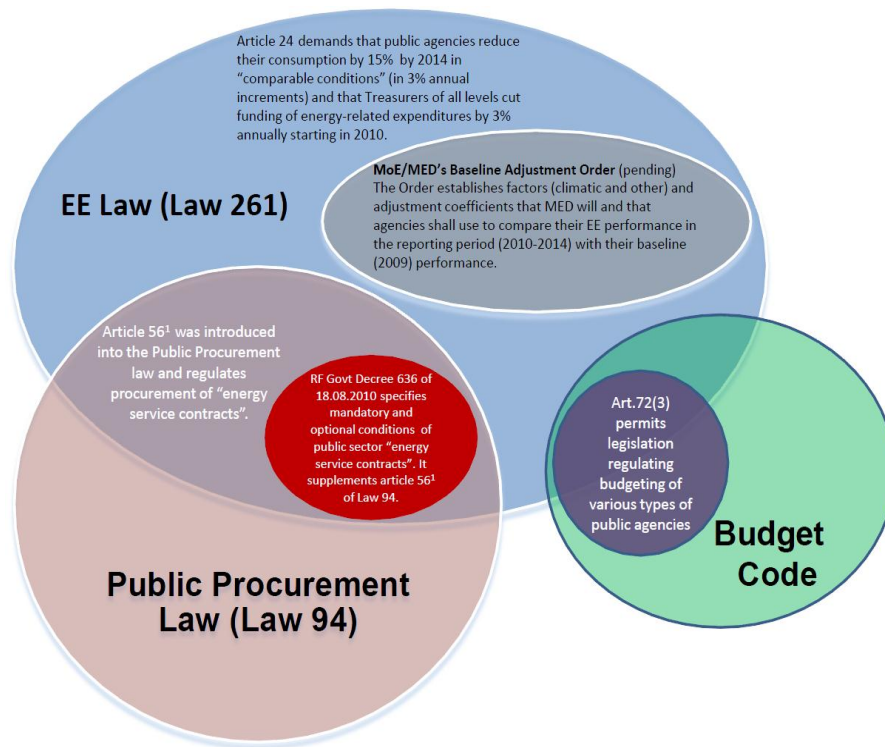 Article 24 demands that public agencies reduce
their consumption by 15%  by 2014 in
“comparable conditions” (in 3% annual
increments) and that Treasurers of all levels cut
funding of energy-related expenditures by 3%
annually starting in 2010.
MoE/MED’s Baseline Adjustment Order (pending)
The Order establishes factors (climatic and other) and
adjustment coefficients that MED will and that
agencies shall use to compare their EE performance in
the reporting period (2010-2014) with their baseline
(2009) performance.
EE Law (Law 261)
Article 56¹ was introduced
into the Public Procurement
law and regulates
procurement of “energy
service contracts”.
RF Govt Decree 636 of
18.08.2010 specifies
mandatory and
optional conditions  of
public sector “energy
service contracts”. It
supplements article 56¹
of Law 94.
Art.72(3)
permits
legislation
regulating
budgeting of
various types of
public agencies
Budget
Code
Public Procurement
Law (Law 94)